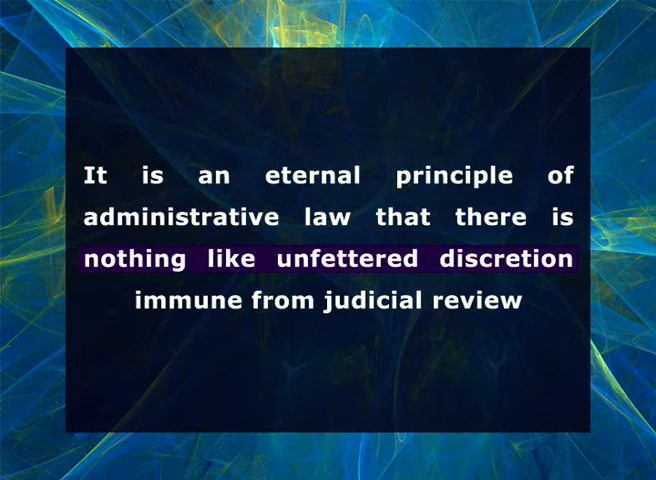 It is an eternal principle of
administrative law that there is
nothing like unfettered discretion
immune from judicial review